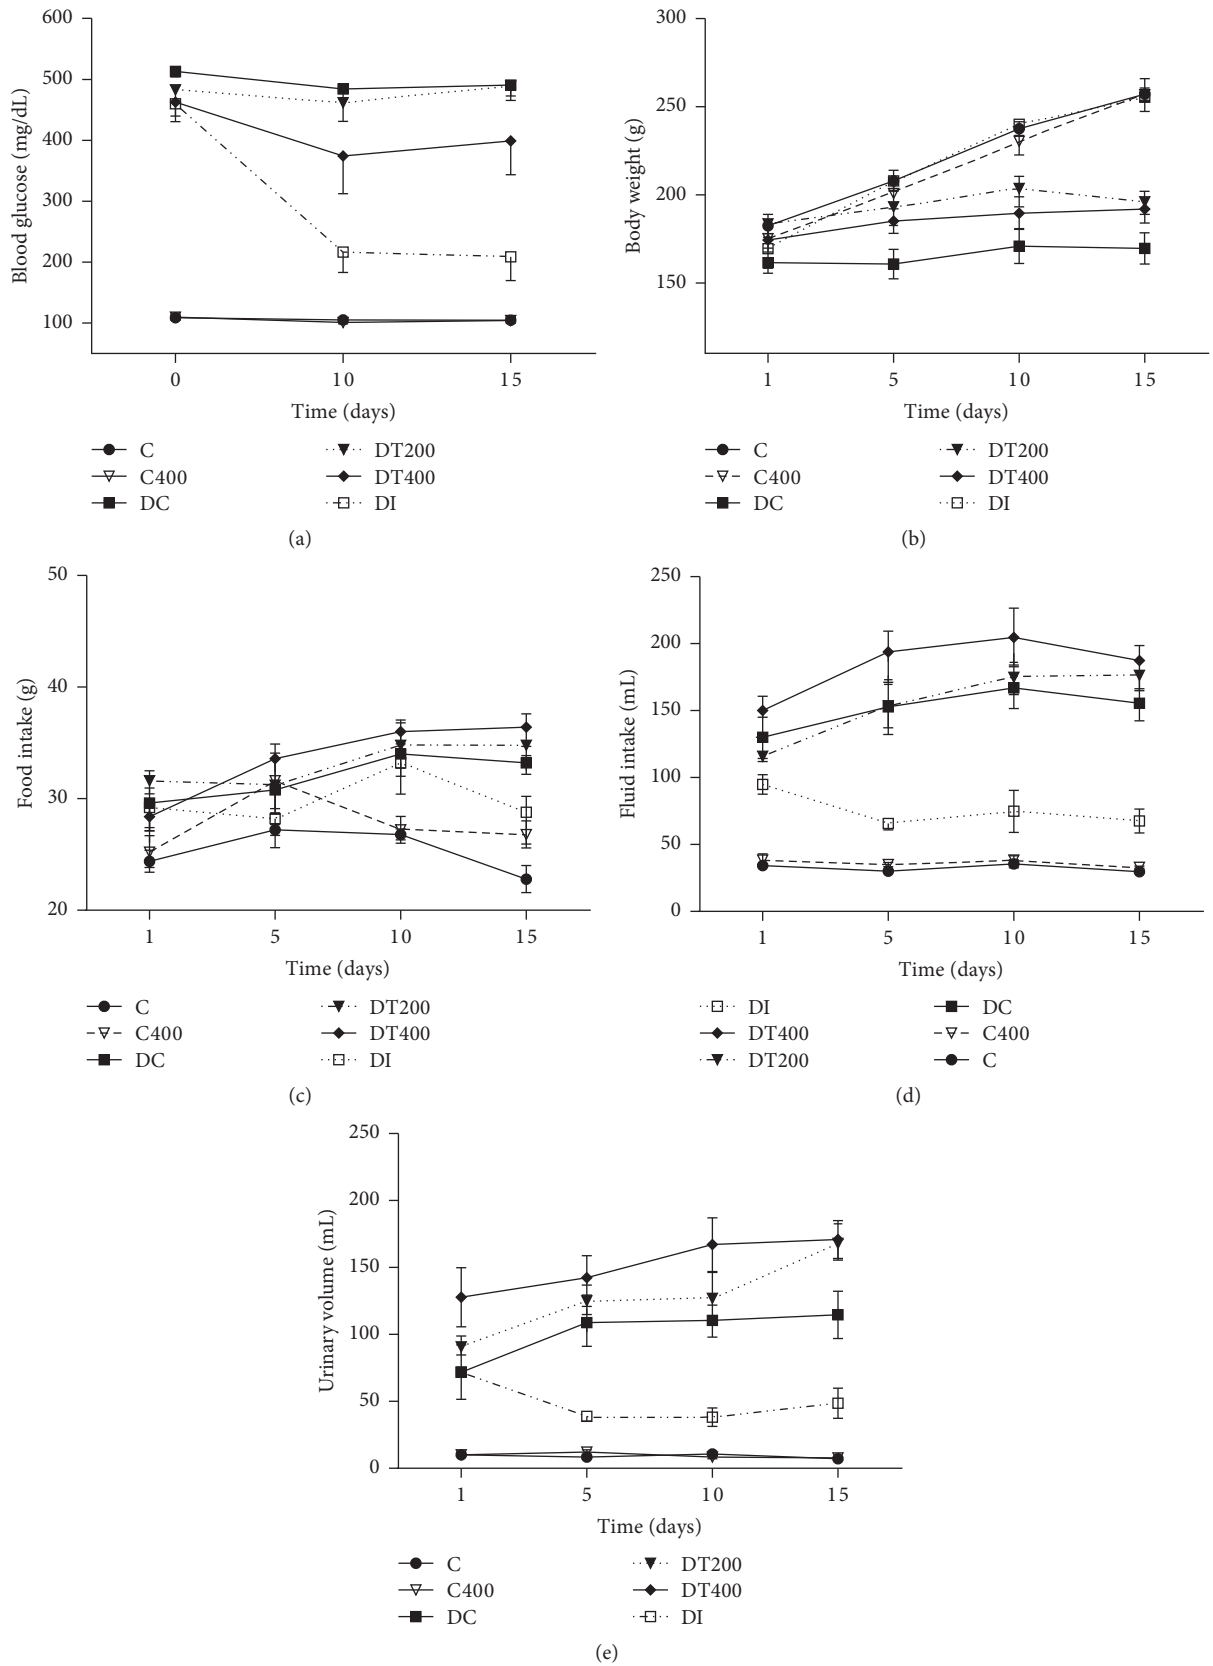 600
500
400
300
200
100
Blood glucose (mg/dL)
0 10 15
Time (days)
C DT200
C400 DT400
DC DI
(a)
300
250
200
150
Body weight (g)
1 5 10 15
Time (days)
C DT200
C400 DT400
DC DI
(b)
50
40
30
20
Food intake (g)
1 5 10 15
Time (days)
C DT200
C400 DT400
DC DI
(c)
250
200
150
100
50
0
Fluid intake (mL)
1 5 10 15
Time (days)
DI DC
DT400 C400
DT200 C
(d)
250
200
150
100
50
0
Urinary volume (mL)
1 5 10 15
Time (days)
C DT200
C400 DT400
DC DI
(e)